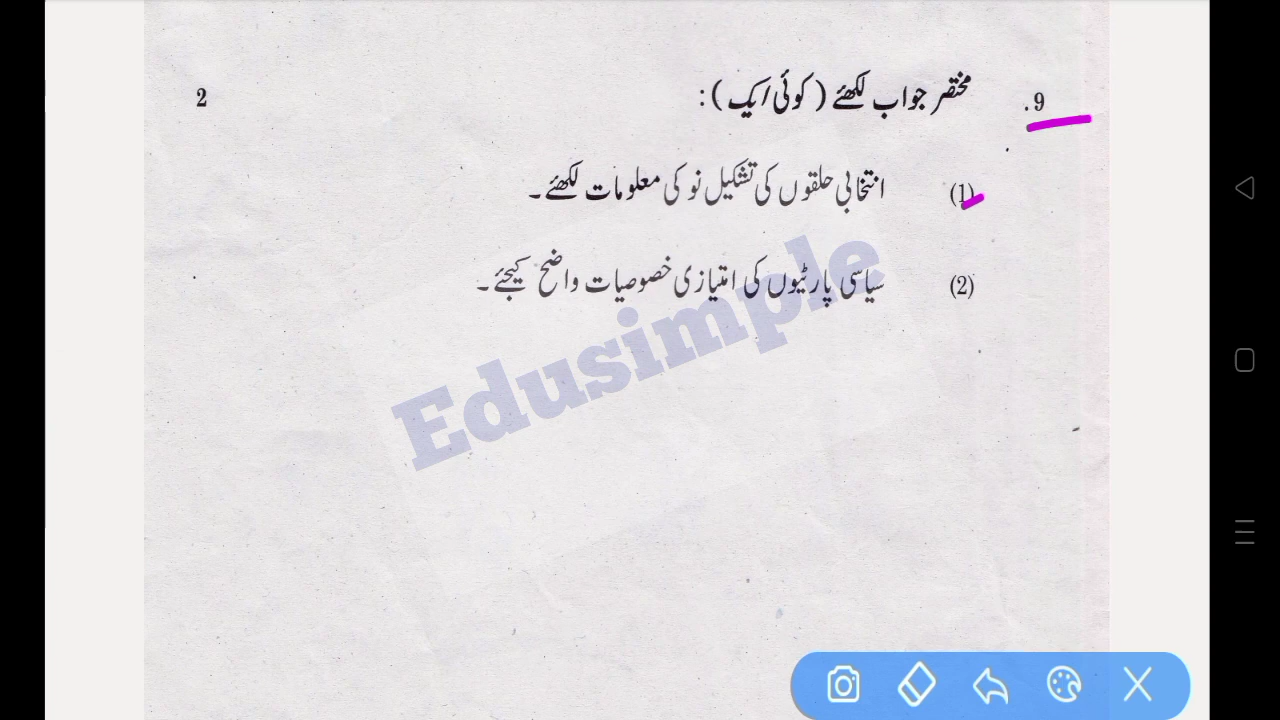 9. مختصر جواب لکھئے ( کوئی ایک ) : 2
(1) انتخابی حلقوں کی تشکیل نو کی معلومات لکھئے۔
(2) سیاسی پارٹیوں کی امتیازی خصوصیات واضح کیجئے۔
Edusimple